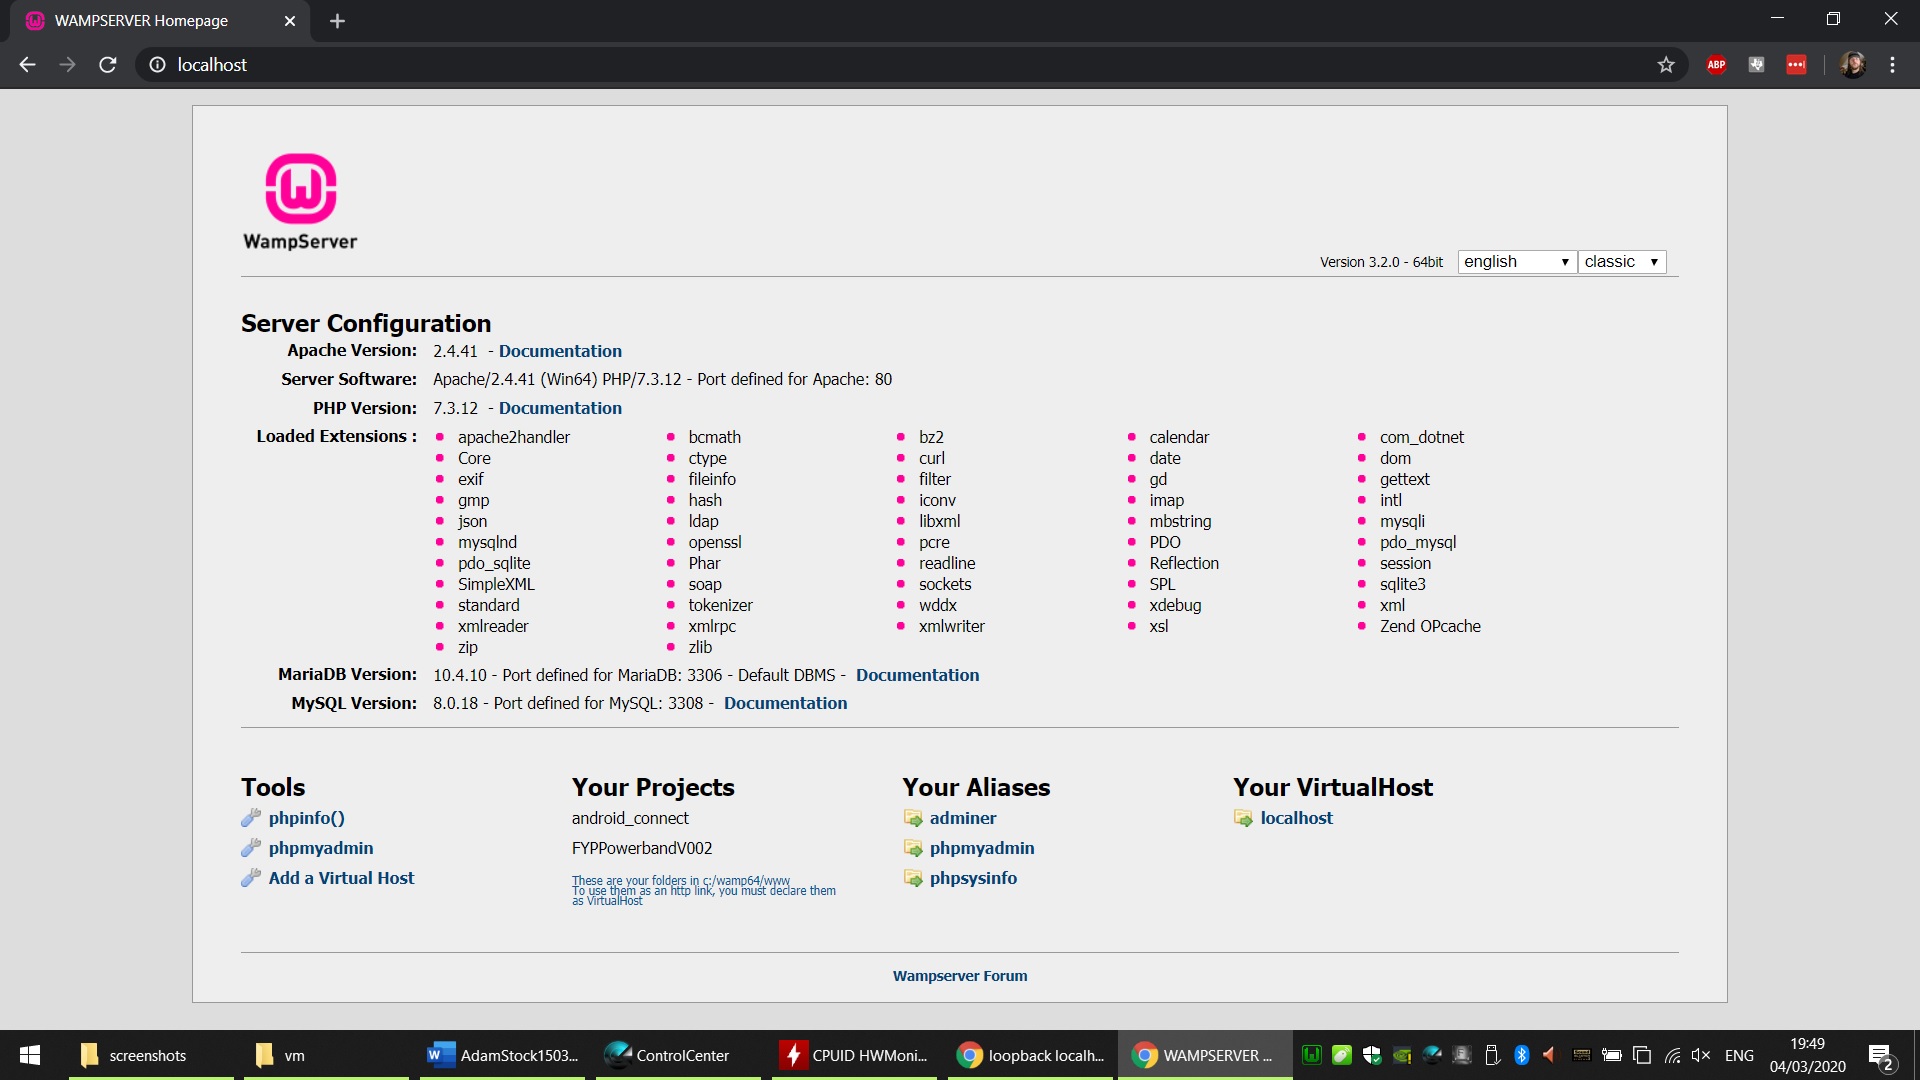 WAMPSERVER Homepage
localhost
ABP
WampServer
Version 3.2.0 - 64bit english classic
Server Configuration
Apache Version: 2.4.41 - Documentation
Server Software: Apache/2.4.41 (Win64) PHP/7.3.12 - Port defined for Apache: 80
PHP Version: 7.3.12 - Documentation
Loaded Extensions : apache2handler bcmath bz2 calendar com_dotnet
Core ctype curl date dom
exif fileinfo filter gd gettext
gmp hash iconv imap intl
json ldap libxml mbstring mysqli
mysqlnd openssl pcre PDO pdo_mysql
pdo_sqlite Phar readline Reflection session
SimpleXML soap sockets SPL sqlite3
standard tokenizer wddx xdebug xml
xmlreader xmlrpc xmlwriter xsl Zend OPcache
zip zlib
MariaDB Version: 10.4.10 - Port defined for MariaDB: 3306 - Default DBMS - Documentation
MySQL Version: 8.0.18 - Port defined for MySQL: 3308 - Documentation
Tools
phpinfo()
phpmyadmin
Add a Virtual Host
Your Projects
android_connect
FYPPowerbandV002
These are your folders in c:/wamp64/www
To use them as an http link, you must declare them
as VirtualHost
Your Aliases
adminer
phpmyadmin
phpsysinfo
Your VirtualHost
localhost
Wampserver Forum
screenshots vm AdamStock1503... ControlCenter CPUID HWMoni... loopback localh... WAMPSERVER ... ENG 19:49
04/03/2020 2